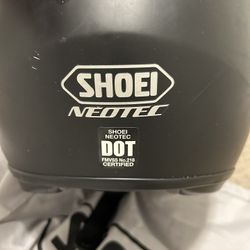 SHOEI
NEOTEC
SHOEI
NEOTEC
DOT
FMVSS No.218
CERTIFIED